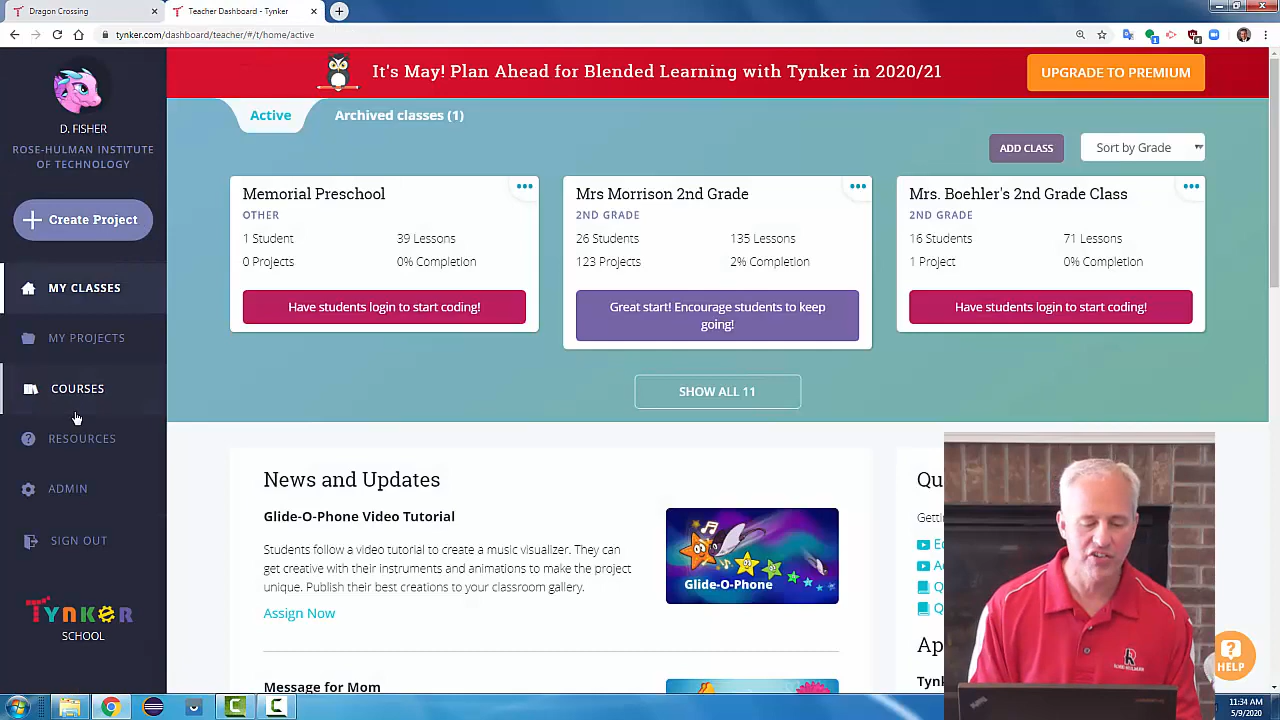 Dragon Crossing
Teacher Dashboard - Tynker
tynker.com/dashboard/teacher/#/t/home/active
It's May! Plan Ahead for Blended Learning with Tynker in 2020/21
UPGRADE TO PREMIUM
D. FISHER
ROSE-HULMAN INSTITUTE
OF TECHNOLOGY
Create Project
MY CLASSES
MY PROJECTS
COURSES
RESOURCES
ADMIN
SIGN OUT
TYNKER
SCHOOL
Active
Archived classes (1)
ADD CLASS
Sort by Grade
Memorial Preschool
OTHER
1 Student 39 Lessons
0 Projects 0% Completion
Have students login to start coding!
Mrs Morrison 2nd Grade
2ND GRADE
26 Students 135 Lessons
123 Projects 2% Completion
Great start! Encourage students to keep
going!
Mrs. Boehler's 2nd Grade Class
2ND GRADE
16 Students 71 Lessons
1 Project 0% Completion
Have students login to start coding!
SHOW ALL 11
News and Updates
Glide-O-Phone Video Tutorial
Students follow a video tutorial to create a music visualizer. They can
get creative with their instruments and animations to make the project
unique. Publish their best creations to your classroom gallery.
Assign Now
Glide-O-Phone
Message for Mom
HELP
11:34 AM
5/9/2020